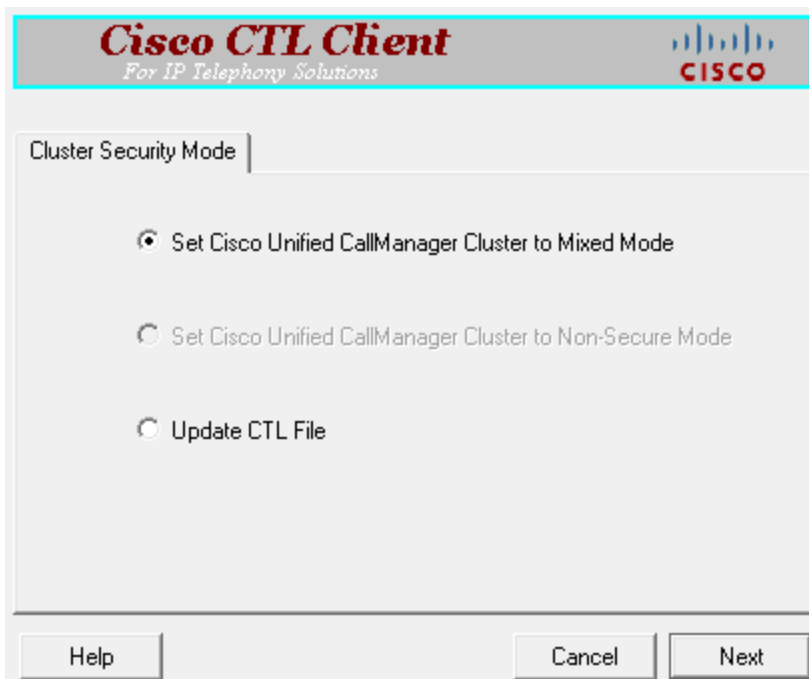 Cisco CTL Client
For IP Telephony Solutions
CISCO
Cluster Security Mode
Set Cisco Unified CallManager Cluster to Mixed Mode
Set Cisco Unified CallManager Cluster to Non-Secure Mode
Update CTL File
Help
Cancel
Next